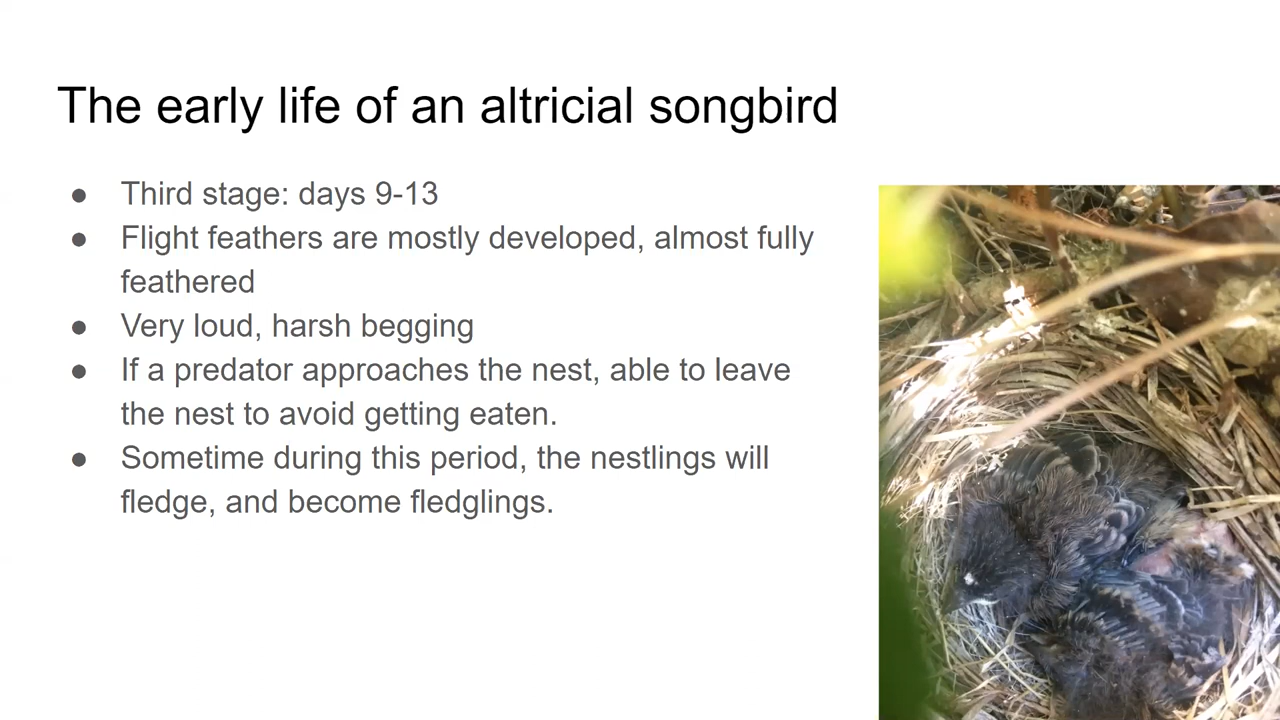 The early life of an altricial songbird
● Third stage: days 9-13
● Flight feathers are mostly developed, almost fully
feathered
● Very loud, harsh begging
● If a predator approaches the nest, able to leave
the nest to avoid getting eaten.
● Sometime during this period, the nestlings will
fledge, and become fledglings.